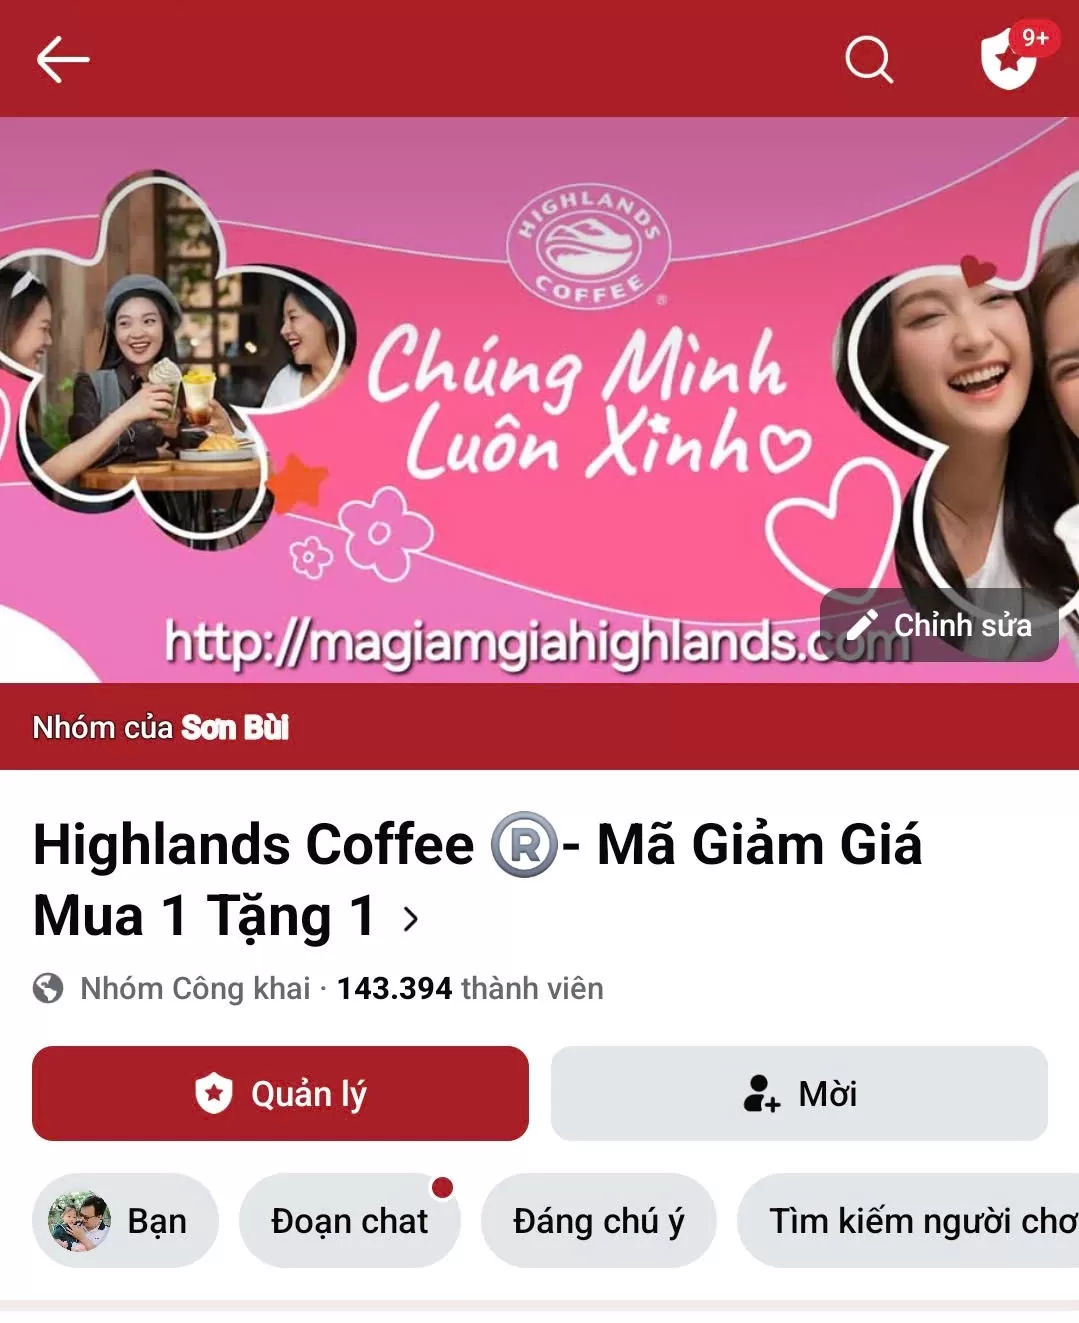 9+
HIGHLANDS
COFFEE
®
Chúng Mình
Luôn Xinh
http://magiamgiahighlands.com
Chỉnh sửa
Nhóm của Sơn Bùi
Highlands Coffee ®️- Mã Giảm Giá
Mua 1 Tặng 1 >
Nhóm Công khai · 143.394 thành viên
Quản lý
Mời
Bạn
Đoạn chat
Đáng chú ý
Tìm kiếm người chơ